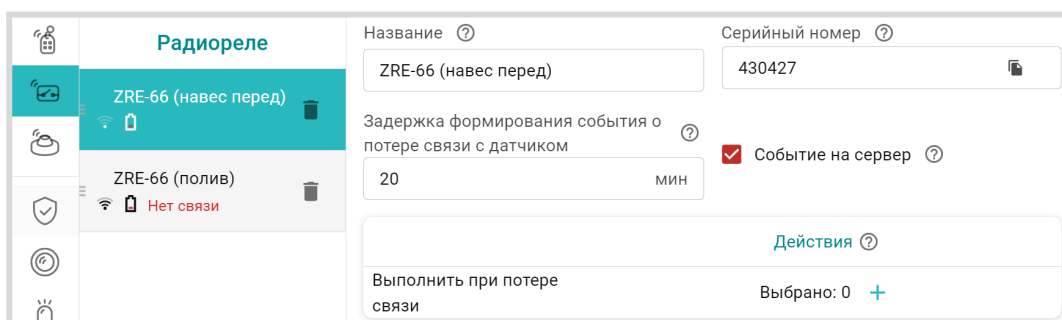 Радиореле
ZRE-66 (навес перед)
ZRE-66 (полив)
Нет связи
Название
ZRE-66 (навес перед)
Серийный номер
430427
Задержка формирования события о
потере связи с датчиком
20 мин
Событие на сервер
Действия
Выполнить при потере
связи
Выбрано: 0 +